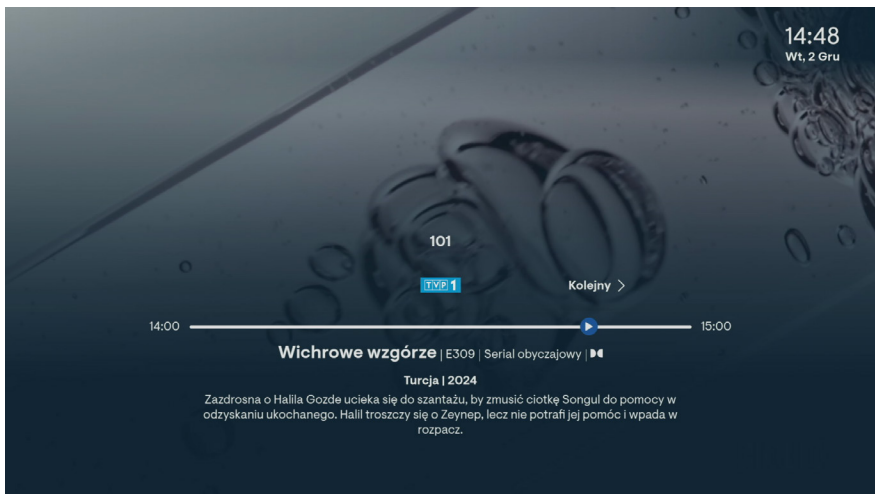 14:48
Wt, 2 Gru
101
TVP 1
Kolejny >
14:00
15:00
Wichrowe wzgórze | E309 | Serial obyczajowy |
Turcja | 2024
Zazdrosna o Halila Gozde ucieka się do szantażu, by zmusić ciotkę Songul do pomocy w
odzyskaniu ukochanego. Halil troszczy się o Zeynep, lecz nie potrafi jej pomóc i wpada w
rozpacz.